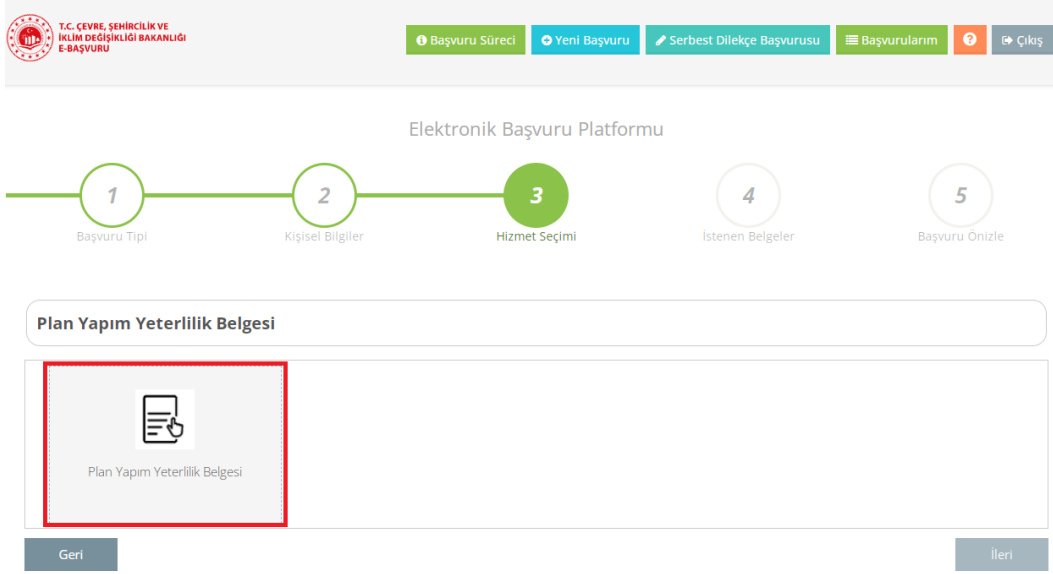 T.C. ÇEVRE, ŞEHİRCİLİK VE
İKLİM DEĞİŞİKLİĞİ BAKANLIĞI
E-BAŞVURU
Başvuru Süreci
Yeni Başvuru
Serbest Dilekçe Başvurusu
Başvurularım
?
Çıkış
Elektronik Başvuru Platformu
1
2
3
4
5
Başvuru Tipi
Kişisel Bilgiler
Hizmet Seçimi
İstenen Belgeler
Başvuru Önizle
Plan Yapım Yeterlilik Belgesi
Plan Yapım Yeterlilik Belgesi
Geri
İleri